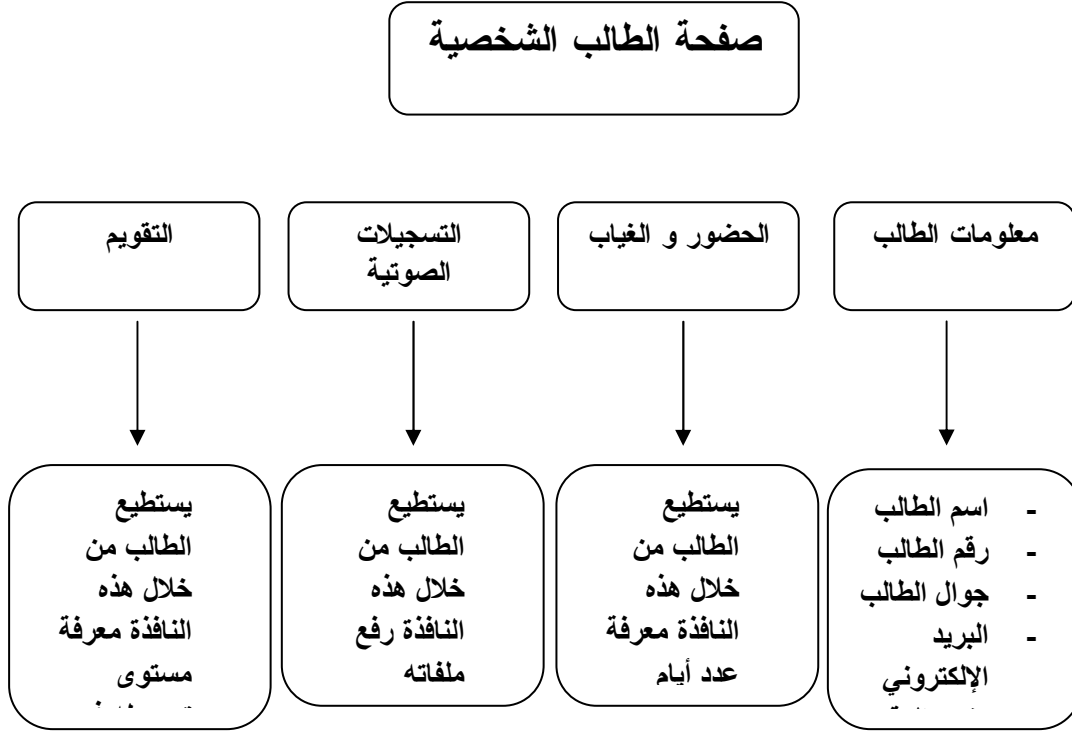 صفحة الطالب الشخصية
معلومات الطالب
الحضور و الغياب
التسجيلات
الصوتية
التقويم
- اسم الطالب
- رقم الطالب
- جوال الطالب
- البريد
الإلكتروني
يستطيع
الطالب من
خلال هذه
النافذة معرفة
عدد أيام
يستطيع
الطالب من
خلال هذه
النافذة رفع
ملفاته
يستطيع
الطالب من
خلال هذه
النافذة معرفة
مستوى